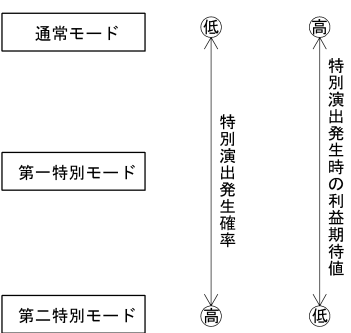 通常モード
低
高
特別演出発生確率
特別演出発生時の利益期待値
第一特別モード
第二特別モード
高
低